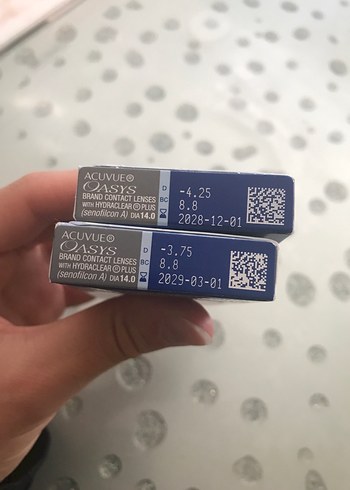 ACUVUE®
OASYS
BRAND CONTACT LENSES
WITH HYDRACLEAR® PLUS
(senofilcon A) DIA 14.0
D -4.25
BC 8.8
2028-12-01
ACUVUE®
OASYS
BRAND CONTACT LENSES
WITH HYDRACLEAR® PLUS
(senofilcon A) DIA 14.0
D -3.75
BC 8.8
2029-03-01